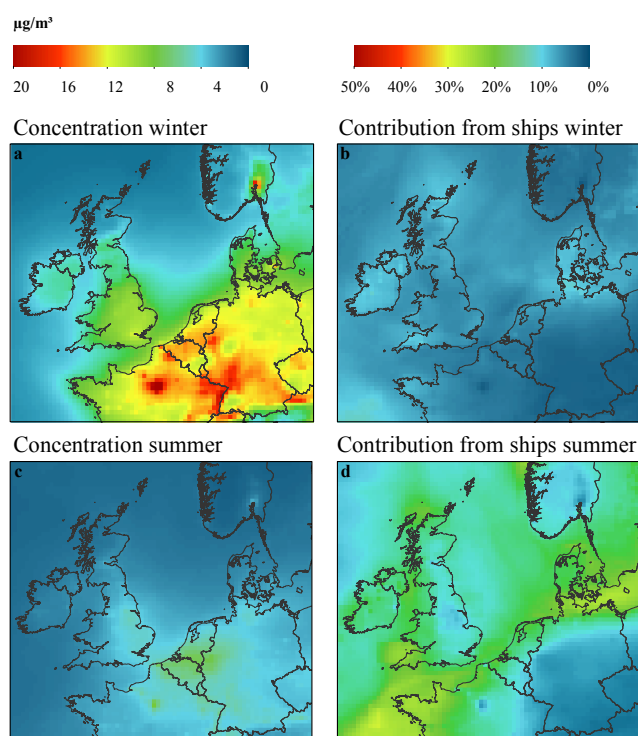 µg/m³
20 16 12 8 4 0
50% 40% 30% 20% 10% 0%
Concentration winter
Contribution from ships winter
a
b
Concentration summer
Contribution from ships summer
c
d